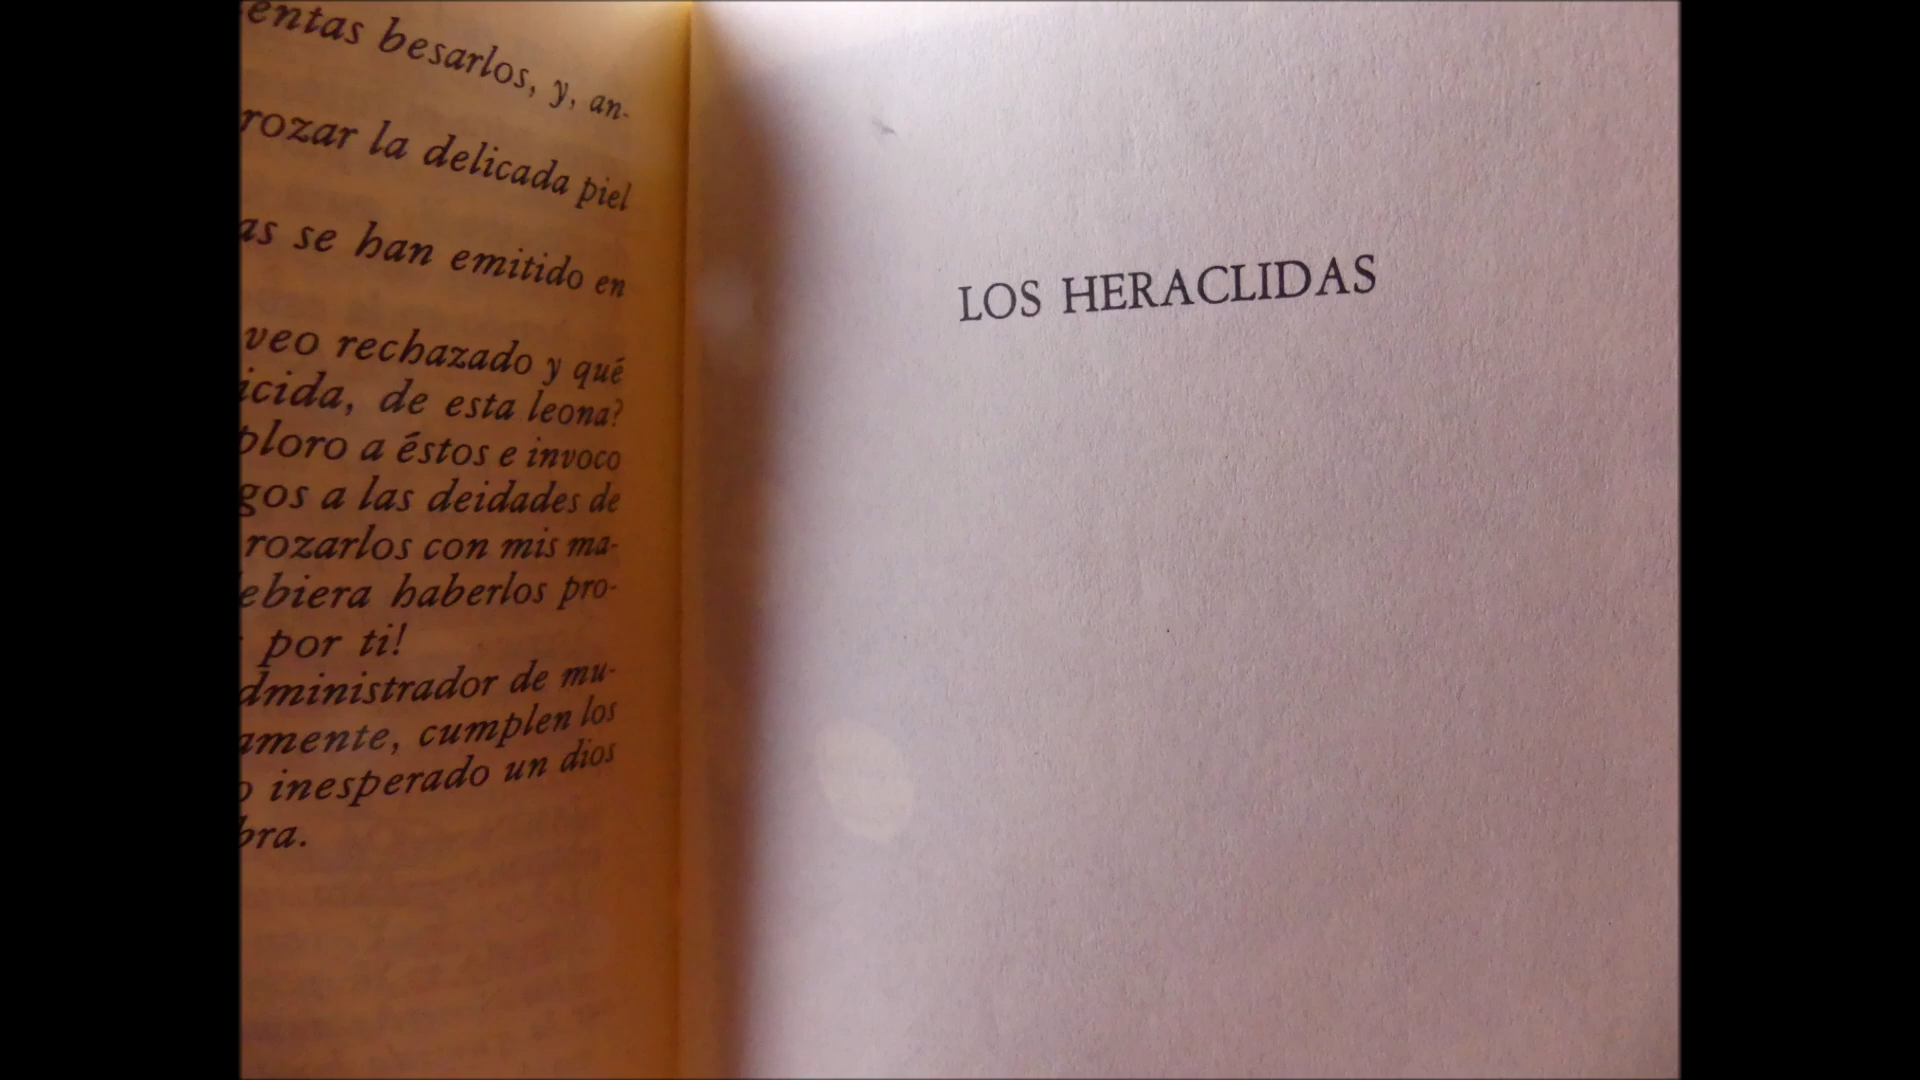 entas besarlos, y, an-
rozar la delicada piel
as se han emitido en
veo rechazado y qué
icida, de esta leona?
ploro a éstos e invoco
gos a las deidades de
rozarlos con mis ma-
ebiera haberlos pro-
por ti!
dministrador de mu-
amente, cumplen los
o inesperado un dios
bra.
LOS HERACLIDAS